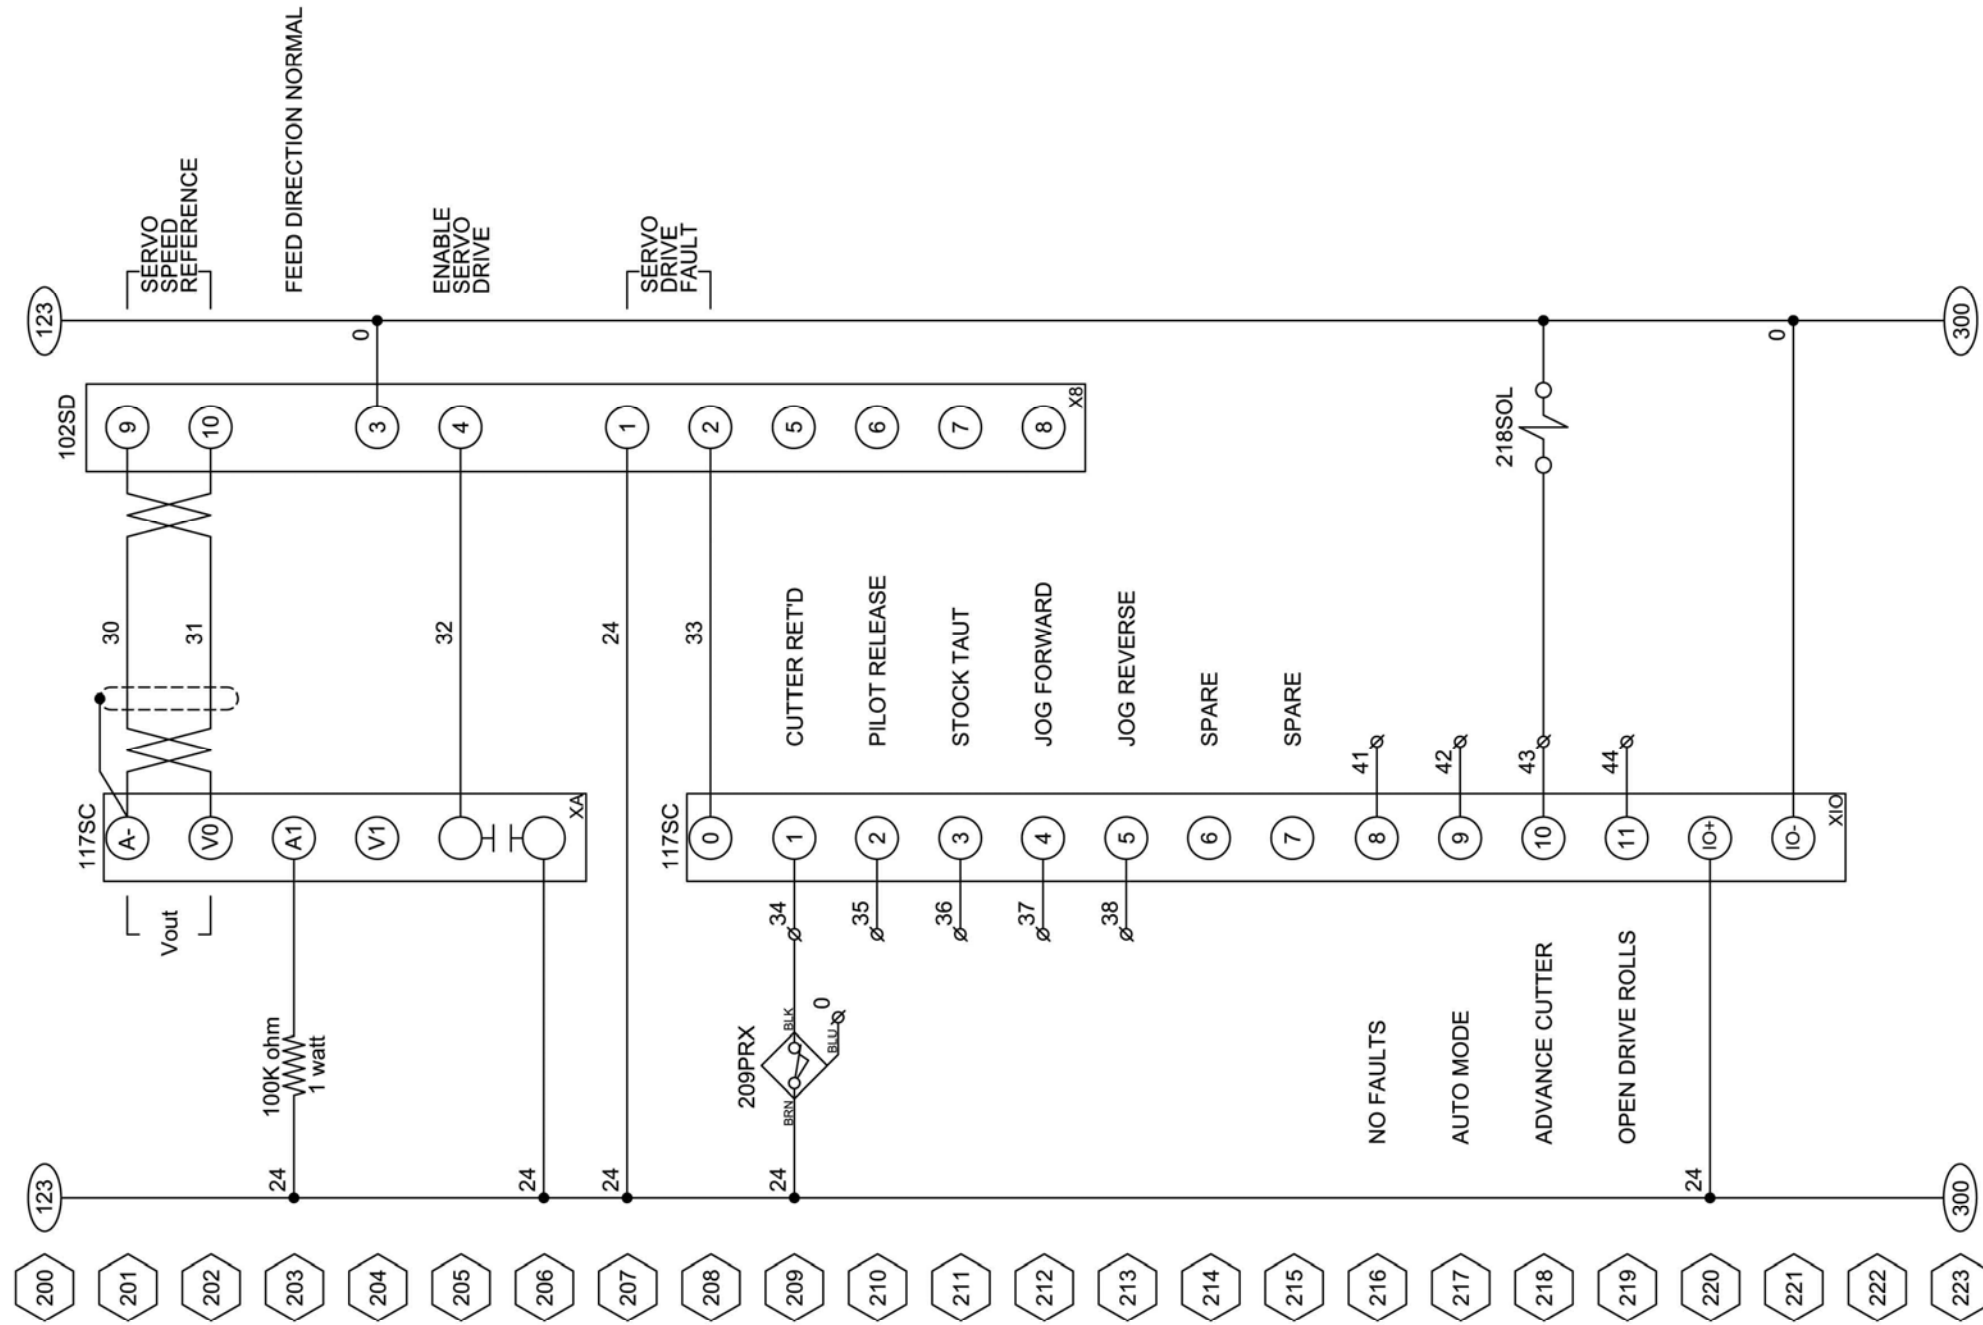 200
123
123
201
Vout
117SC
A-
30
102SD
9
SERVO
SPEED
REFERENCE
202
V0
31
10
203
24
100K ohm
1 watt
A1
FEED DIRECTION NORMAL
204
V1
3
0
205
32
4
ENABLE
SERVO
DRIVE
206
24
XA
207
24
24
1
SERVO
DRIVE
FAULT
208
117SC
0
33
2
209
24
209PRX
BRN
BLK
BLU
0
34
1
CUTTER RET'D
5
210
35
2
PILOT RELEASE
6
211
36
3
STOCK TAUT
7
212
37
4
JOG FORWARD
8
X8
213
38
5
JOG REVERSE
214
6
SPARE
215
7
SPARE
216
NO FAULTS
8
41
217
AUTO MODE
9
42
218
ADVANCE CUTTER
10
43
218SOL
219
OPEN DRIVE ROLLS
11
44
220
24
IO+
221
IO-
0
XIO
222
223
300
300